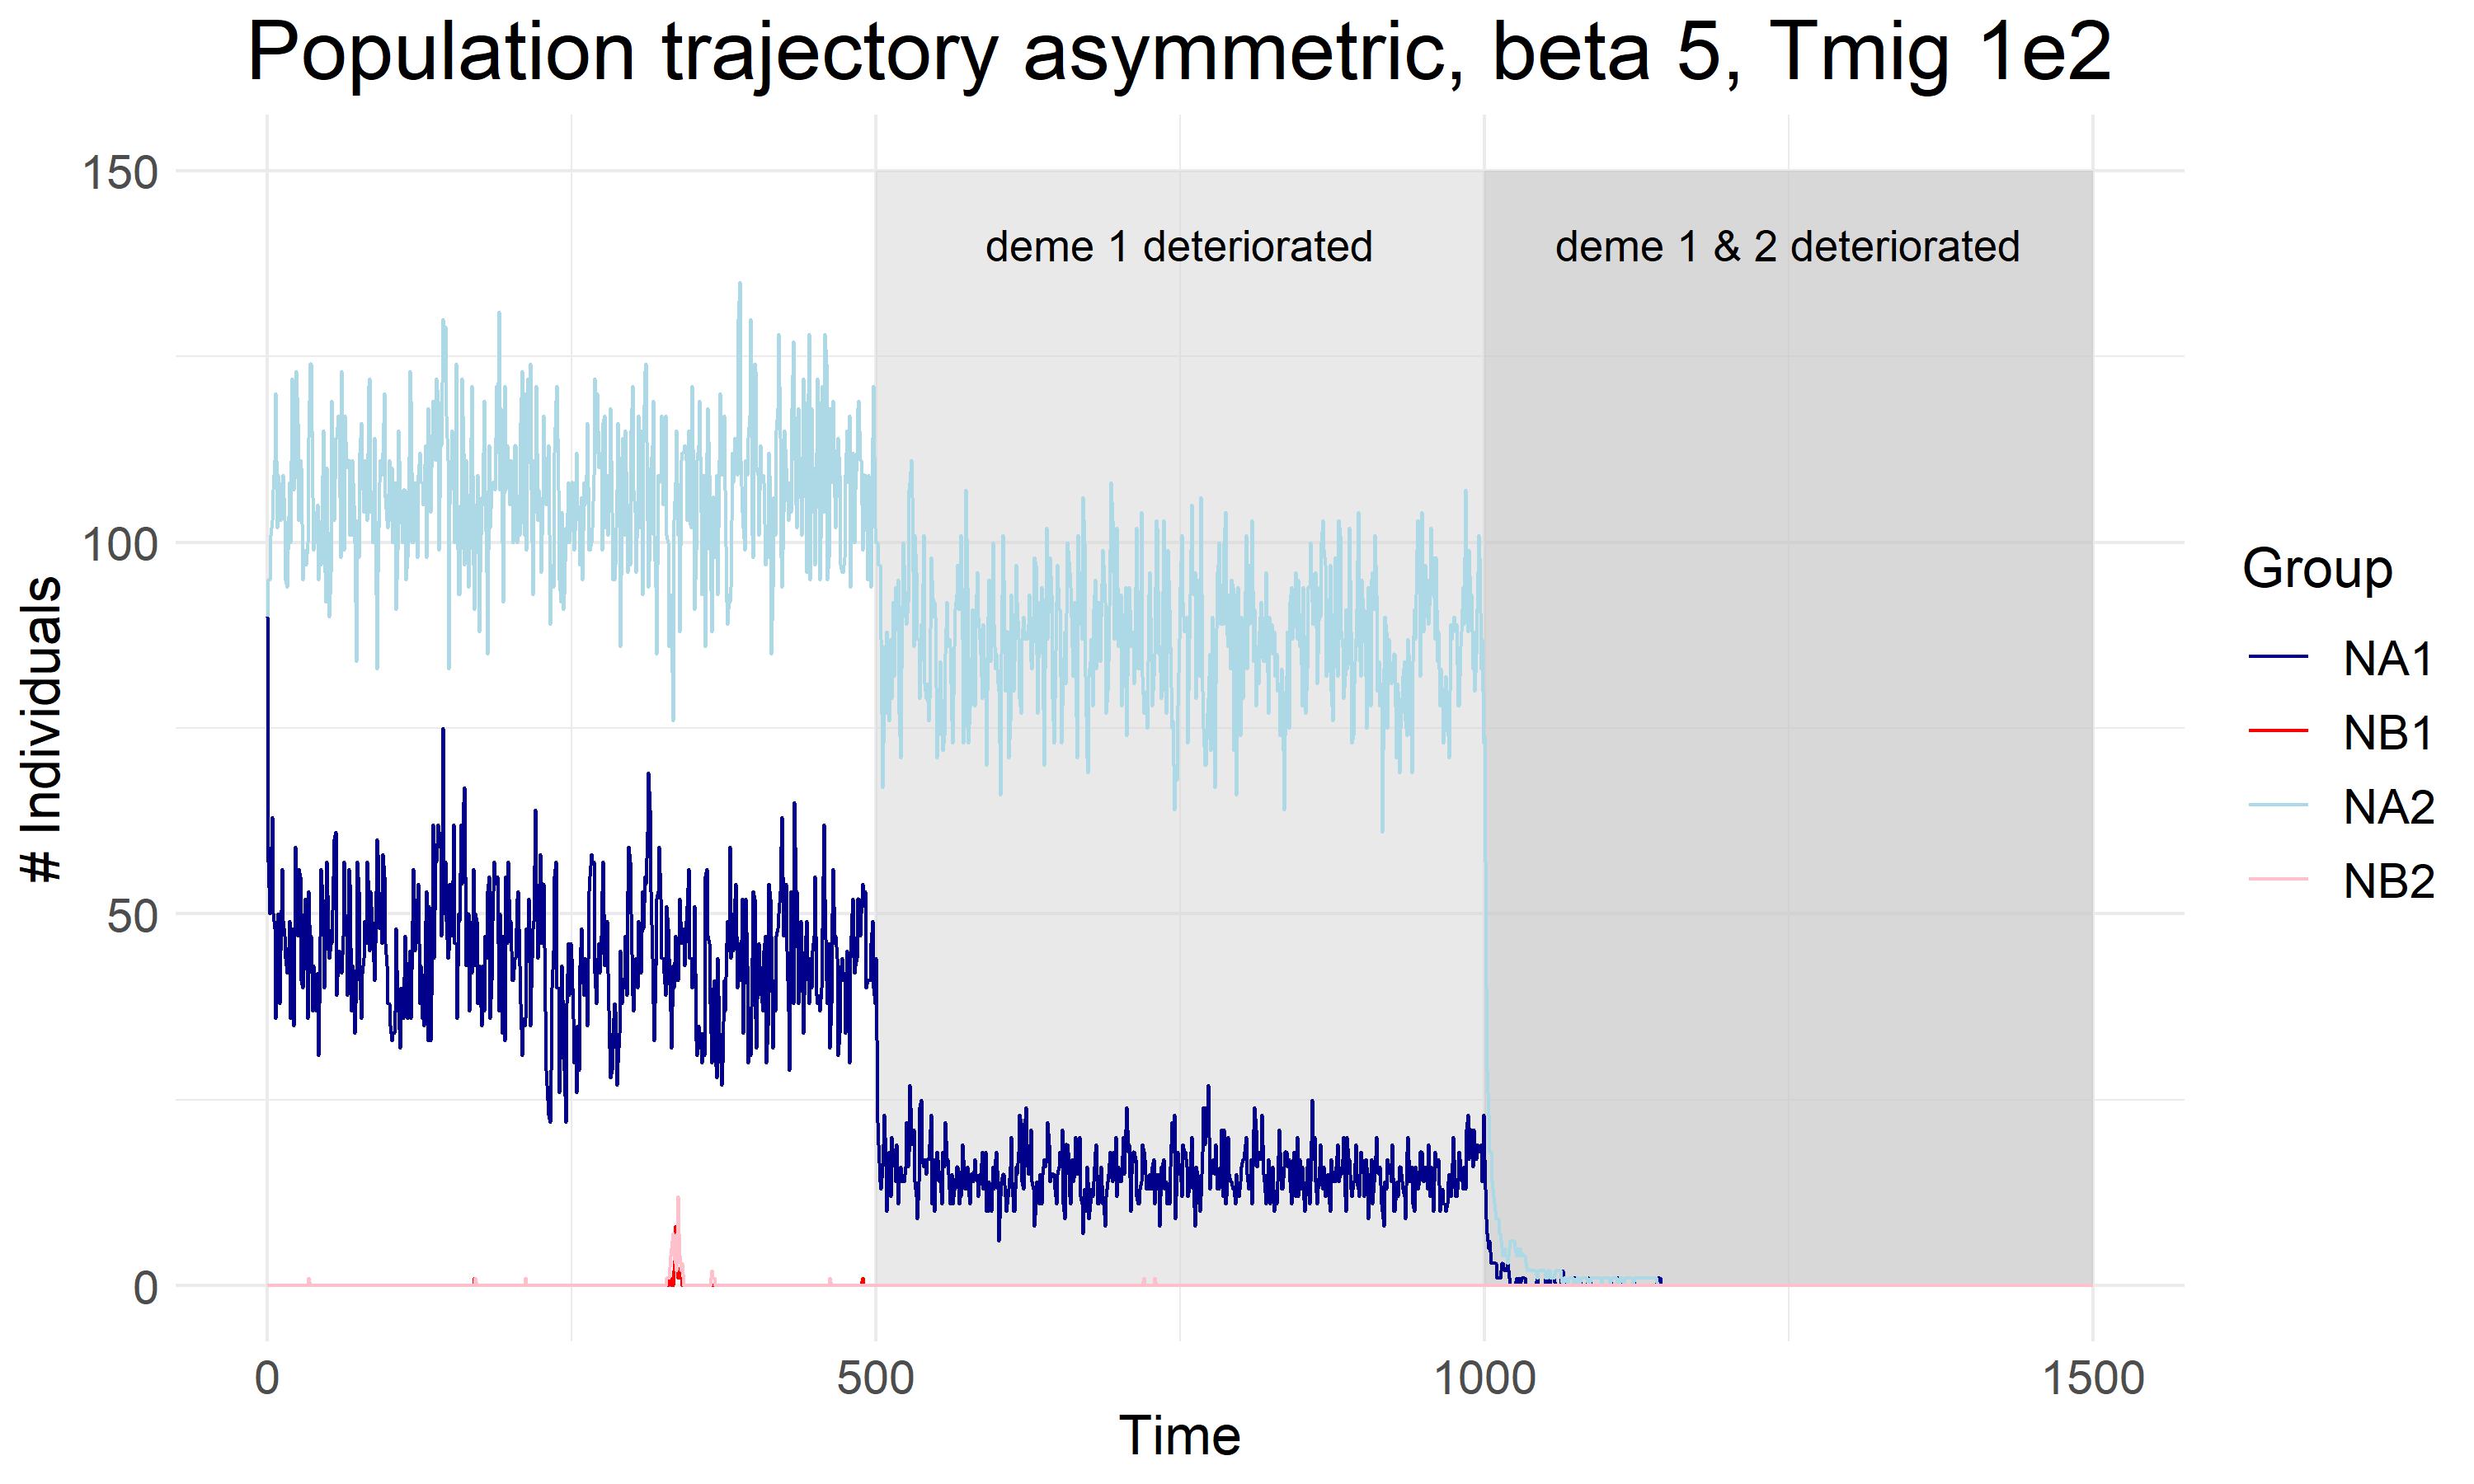 Population trajectory asymmetric, beta 5, Tmig 1e2
150
100
50
0
# Individuals
deme 1 deteriorated
deme 1 & 2 deteriorated
0
500
1000
1500
Time
Group
NA1
NB1
NA2
NB2